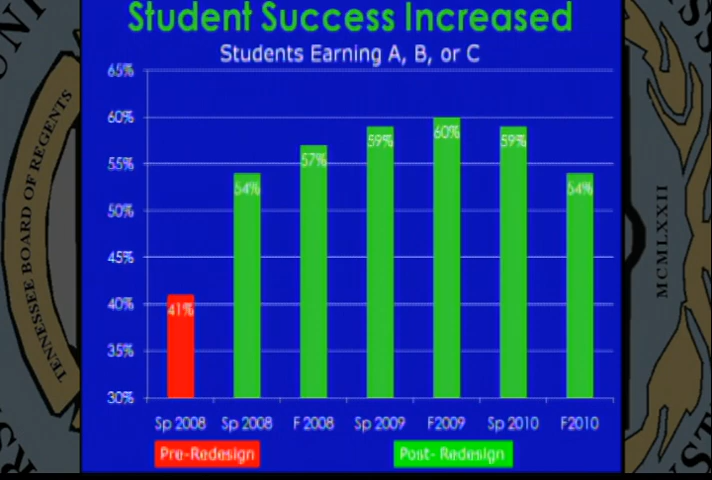 Student Success Increased
Students Earning A, B, or C
65%
60%
55%
50%
45%
40%
35%
30%
41%
54%
57%
59%
60%
59%
54%
Sp 2008 Sp 2008 F 2008 Sp 2009 F2009 Sp 2010 F2010
Pre-Redesign Post- Redesign
TENNESSEE BOARD OF REGENTS
MCMLXXII